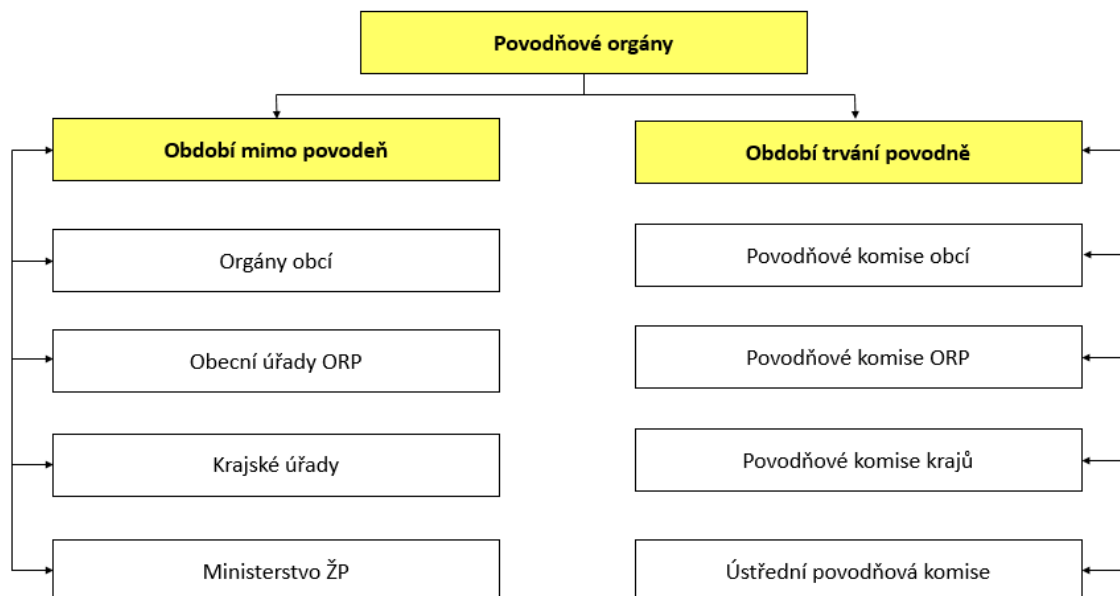 Povodňové orgány
Období mimo povodeň
Orgány obcí
Obecní úřady ORP
Krajské úřady
Ministerstvo ŽP
Období trvání povodně
Povodňové komise obcí
Povodňové komise ORP
Povodňové komise krajů
Ústřední povodňová komise